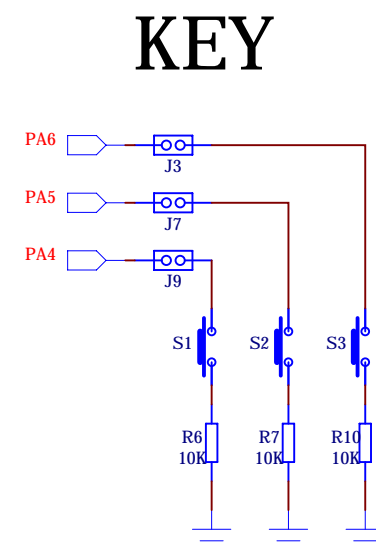 KEY
PA6
J3
PA5
J7
PA4
J9
S1 S2 S3
R6 R7 R10
10K 10K 10K